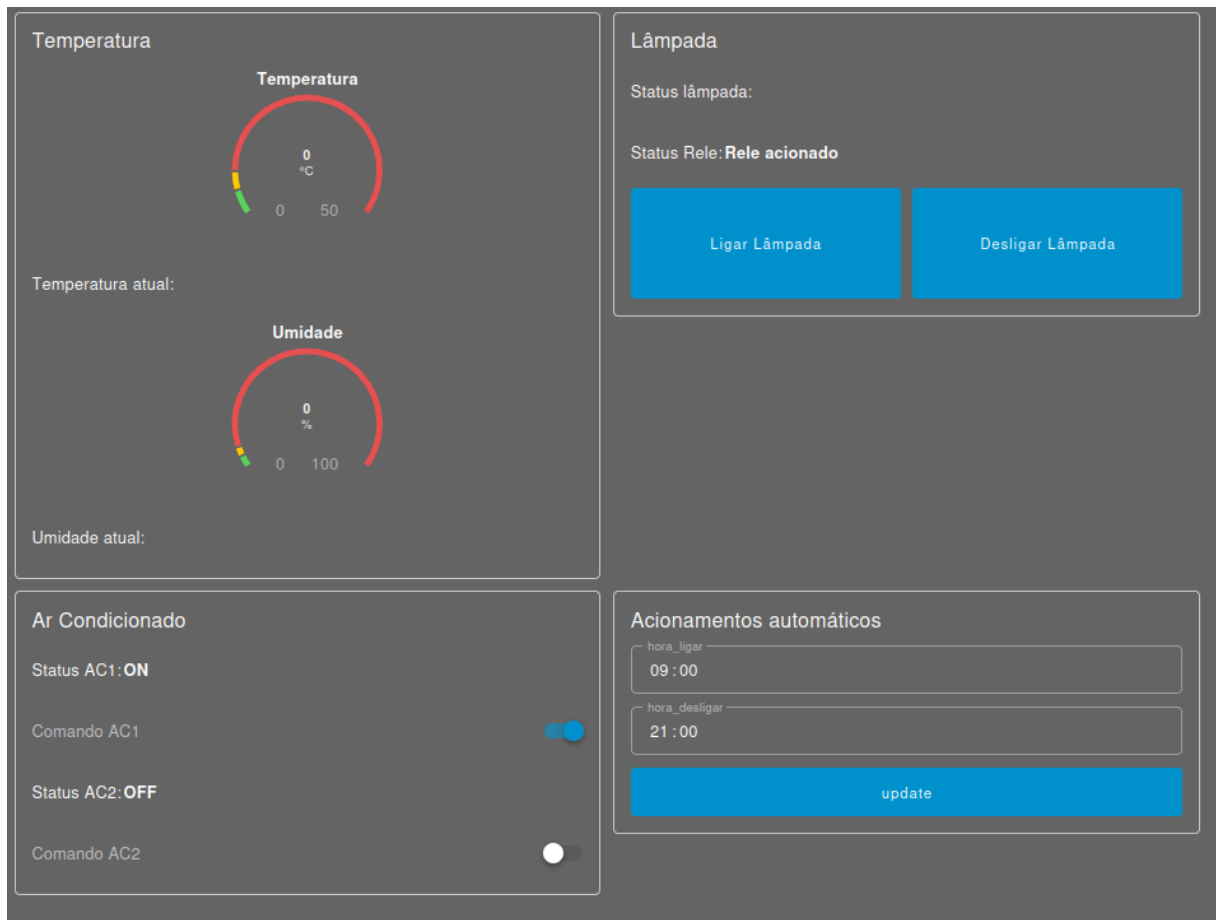 Temperatura
Temperatura
0
°C
0 50
Temperatura atual:
Umidade
0
%
0 100
Umidade atual:
Lâmpada
Status lâmpada:
Status Rele:Rele acionado
Ligar Lâmpada
Desligar Lâmpada
Ar Condicionado
Status AC1:ON
Comando AC1
Status AC2:OFF
Comando AC2
Acionamentos automáticos
hora_ligar
09:00
hora_desligar
21:00
update